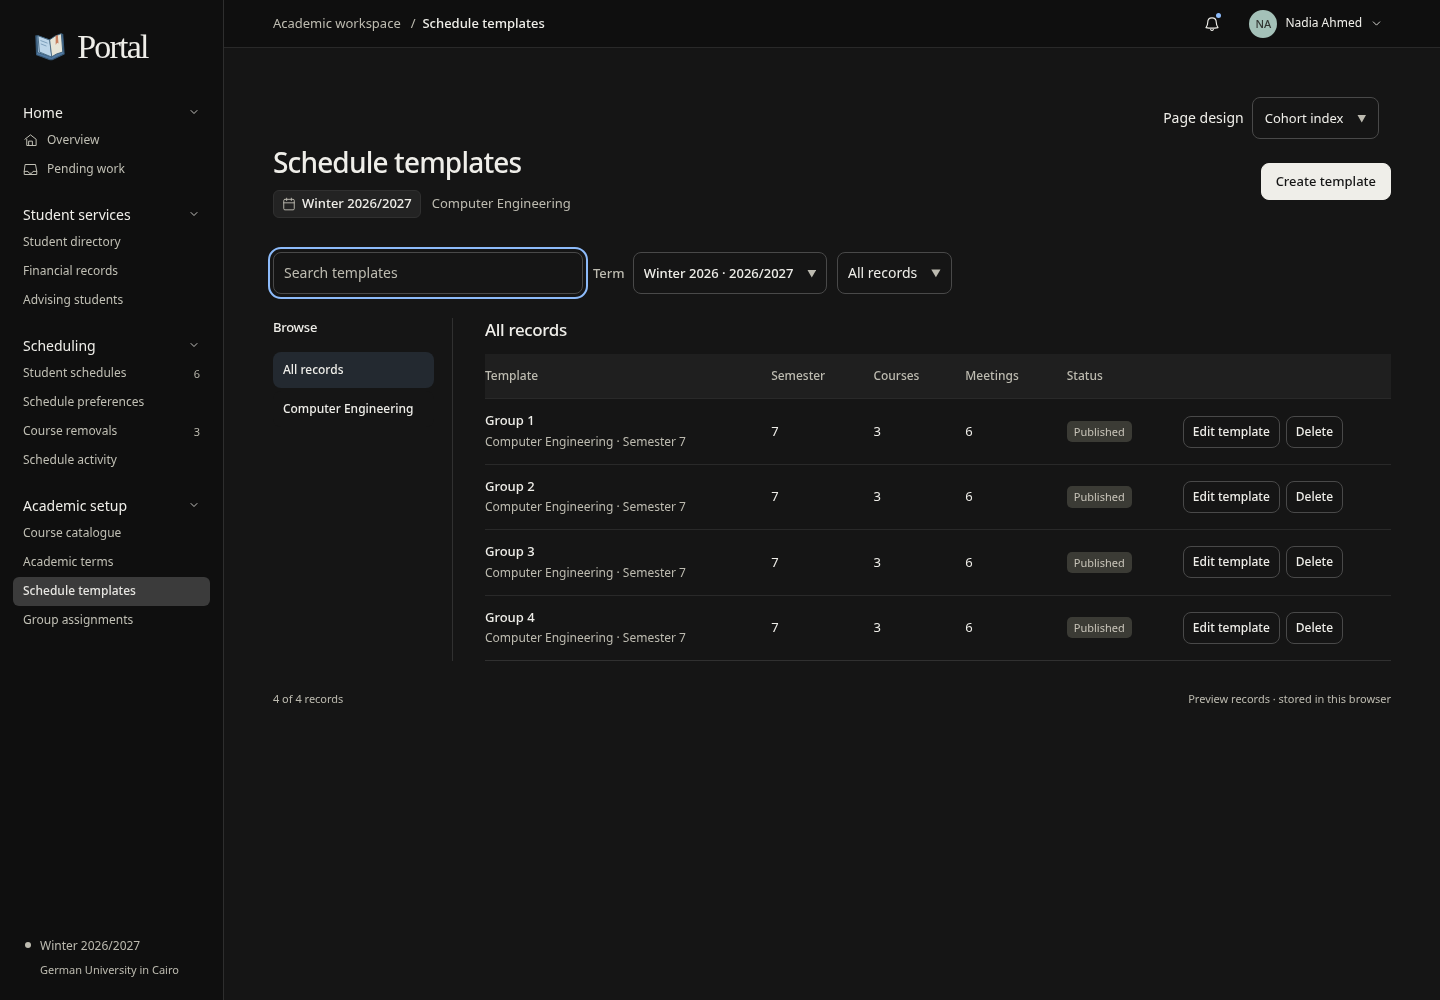 Portal
Academic workspace / Schedule templates
NA Nadia Ahmed
Home
Overview
Pending work
Student services
Student directory
Financial records
Advising students
Scheduling
Student schedules 6
Schedule preferences
Course removals 3
Schedule activity
Academic setup
Course catalogue
Academic terms
Schedule templates
Group assignments
Winter 2026/2027
German University in Cairo
Page design Cohort index
Schedule templates
Create template
Winter 2026/2027 Computer Engineering
Search templates Term Winter 2026 · 2026/2027 All records
Browse
All records
Computer Engineering
All records
Template Semester Courses Meetings Status
Group 1
Computer Engineering · Semester 7
7 3 6 Published Edit template Delete
Group 2
Computer Engineering · Semester 7
7 3 6 Published Edit template Delete
Group 3
Computer Engineering · Semester 7
7 3 6 Published Edit template Delete
Group 4
Computer Engineering · Semester 7
7 3 6 Published Edit template Delete
4 of 4 records
Preview records · stored in this browser